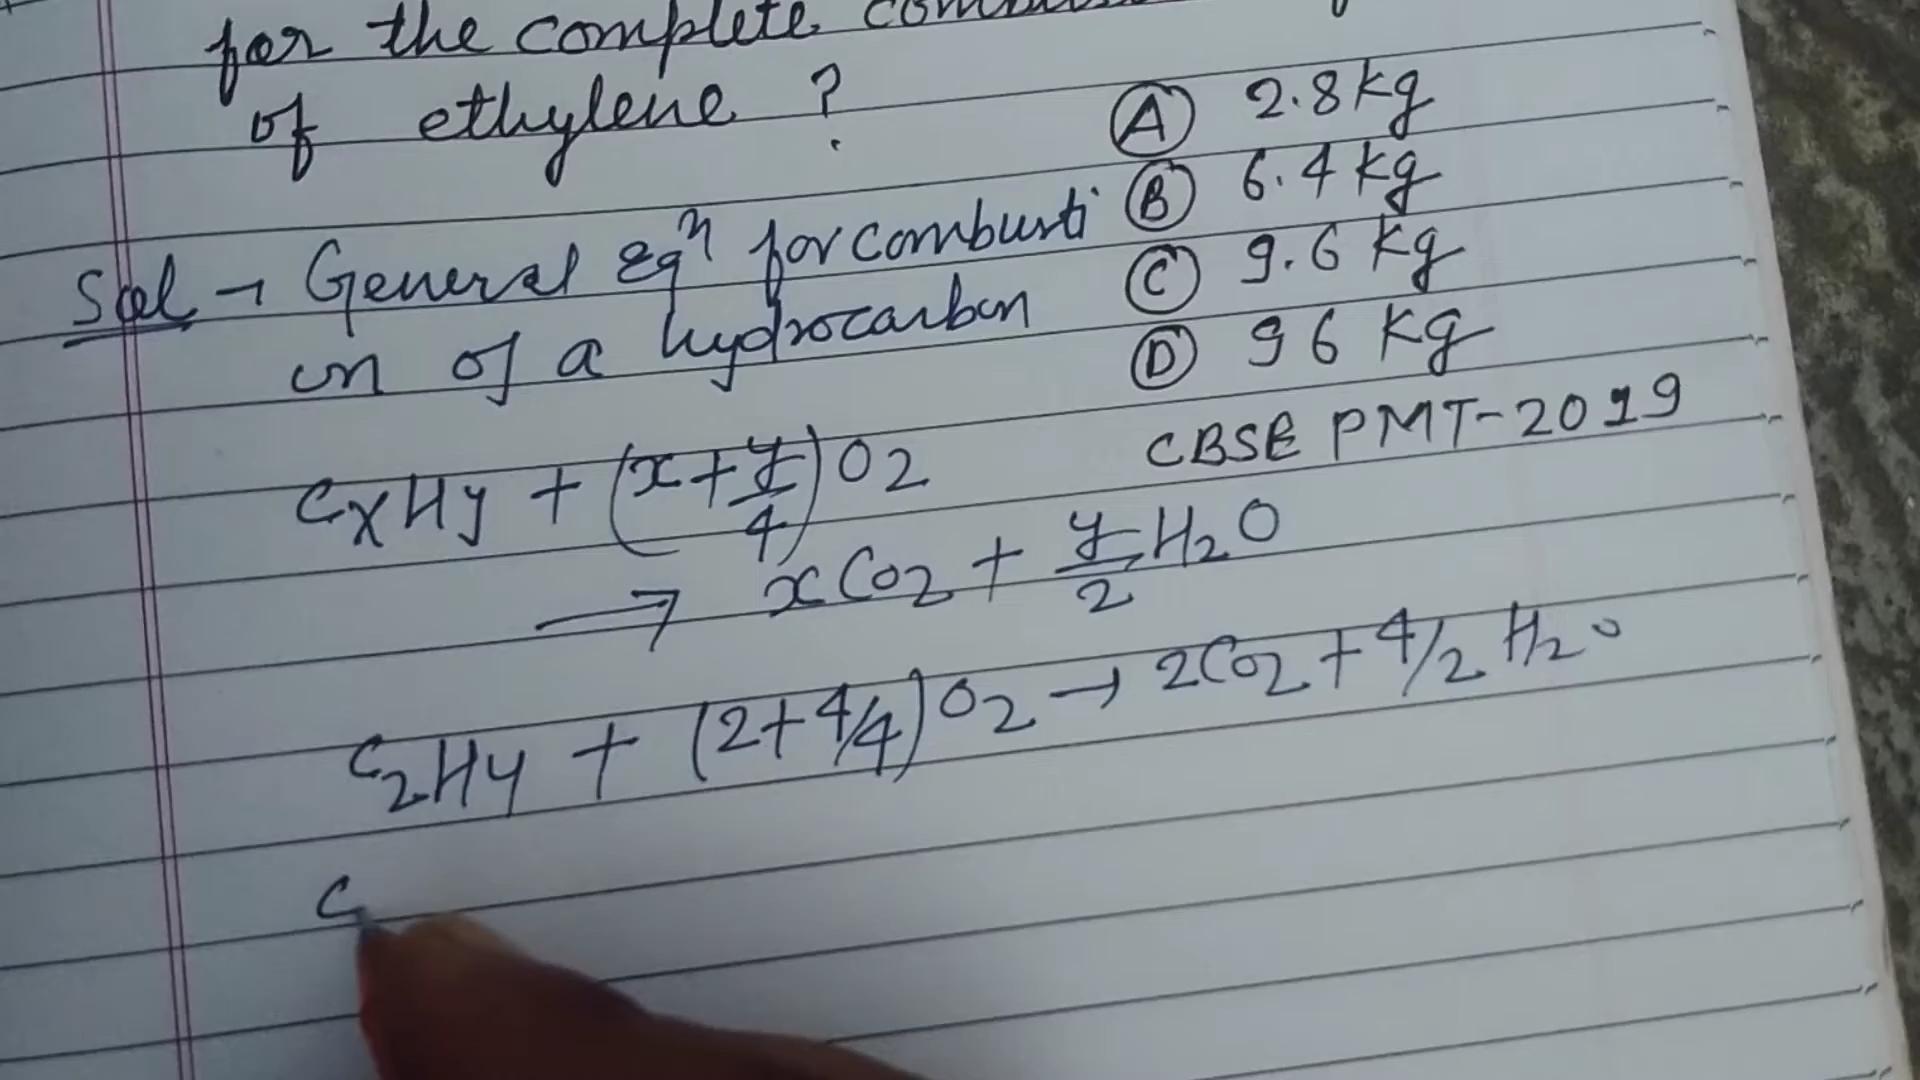 for the complete
of ethylene ?
(A) 2.8 kg
(B) 6.4 kg
(C) 9.6 kg
(D) 96 kg
CBSE PMT-2019
Sol → General Eqⁿ for combusti
on of a hydrocarbon
CxHy + (x+y/4)O2
→ xCO2 + y/2 H2O
C2H4 + (2+4/4)O2 → 2CO2 + 4/2 H2O
C